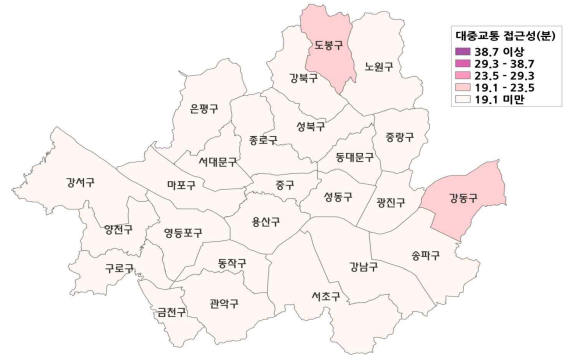 대중교통 접근성(분)
38.7 이상
29.3 - 38.7
23.5 - 29.3
19.1 - 23.5
19.1 미만
도봉구
노원구
강북구
은평구
성북구
중랑구
종로구
서대문구
동대문구
강서구
마포구
중구
성동구
광진구
강동구
양천구
영등포구
용산구
송파구
구로구
동작구
강남구
금천구
관악구
서초구